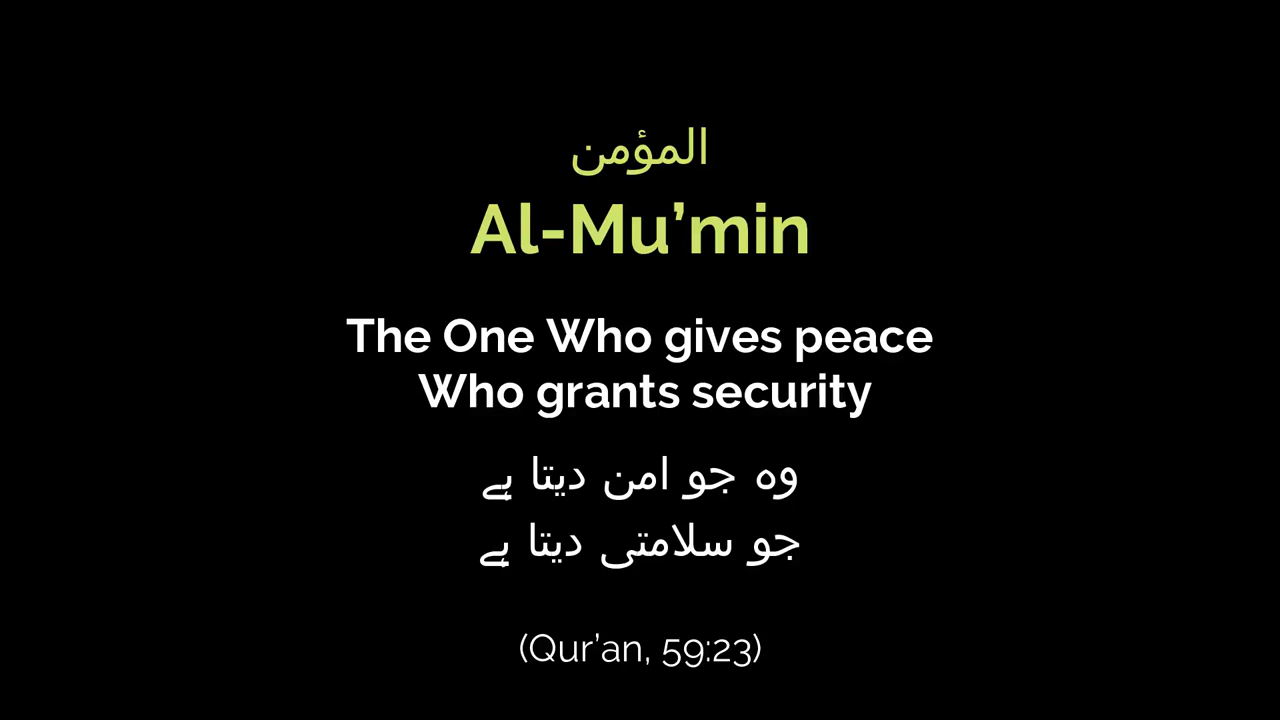 المؤمن
Al-Mu’min
The One Who gives peace
Who grants security
وہ جو امن دیتا ہے
جو سلامتی دیتا ہے
(Qur’an, 59:23)